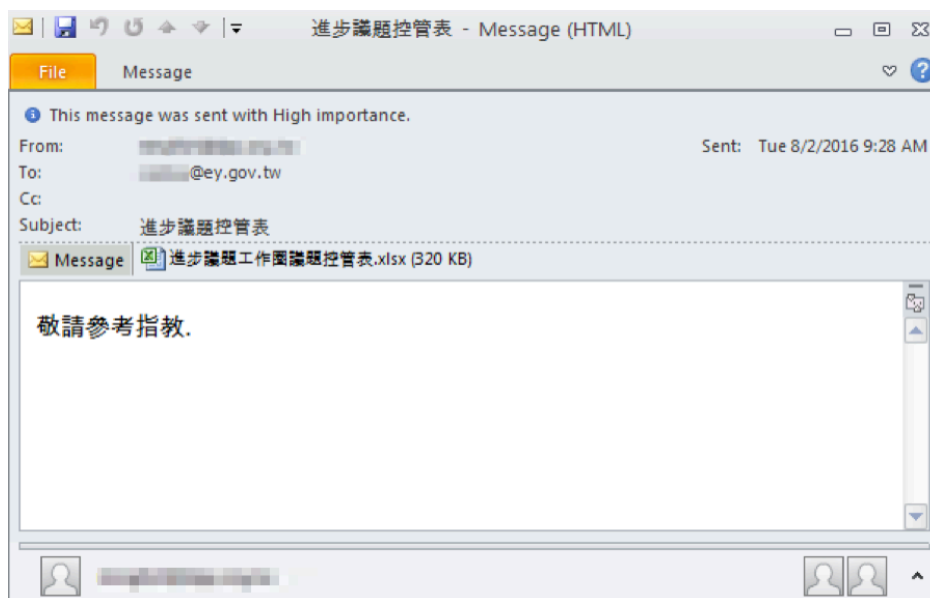 進步議題控管表 - Message (HTML)
File Message
This message was sent with High importance.
From: Sent: Tue 8/2/2016 9:28 AM
To: @ey.gov.tw
Cc:
Subject: 進步議題控管表
Message 進步議題工作圈議題控管表.xlsx (320 KB)
敬請參考指教.